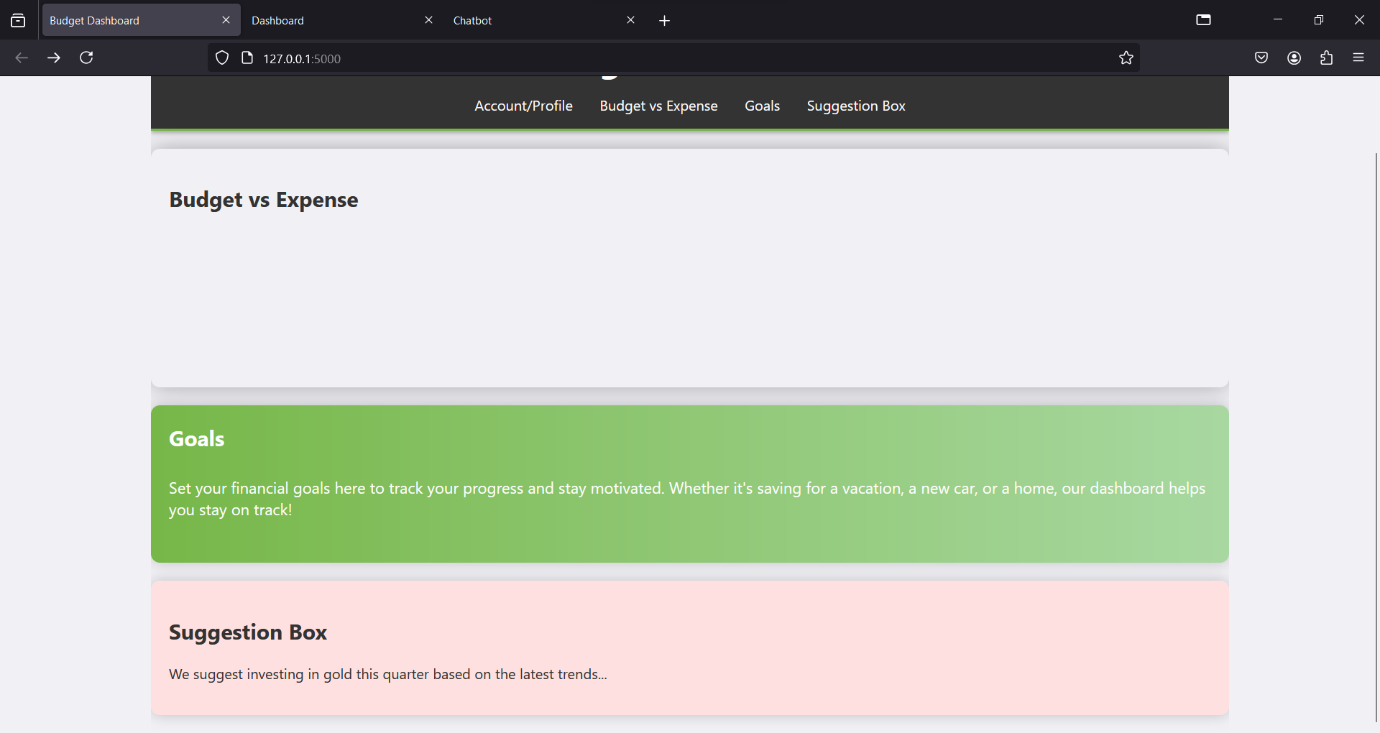 Budget Dashboard
Dashboard
Chatbot
127.0.0.1:5000
Account/Profile Budget vs Expense Goals Suggestion Box
Budget vs Expense
Goals
Set your financial goals here to track your progress and stay motivated. Whether it's saving for a vacation, a new car, or a home, our dashboard helps
you stay on track!
Suggestion Box
We suggest investing in gold this quarter based on the latest trends...